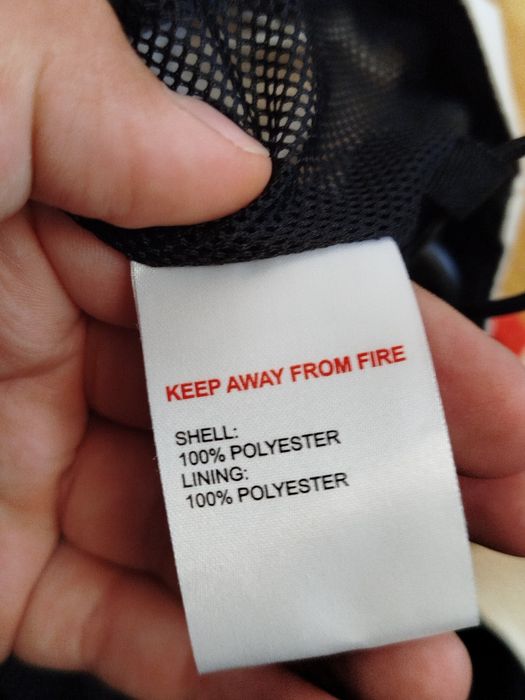 KEEP AWAY FROM FIRE
SHELL:
100% POLYESTER
LINING:
100% POLYESTER